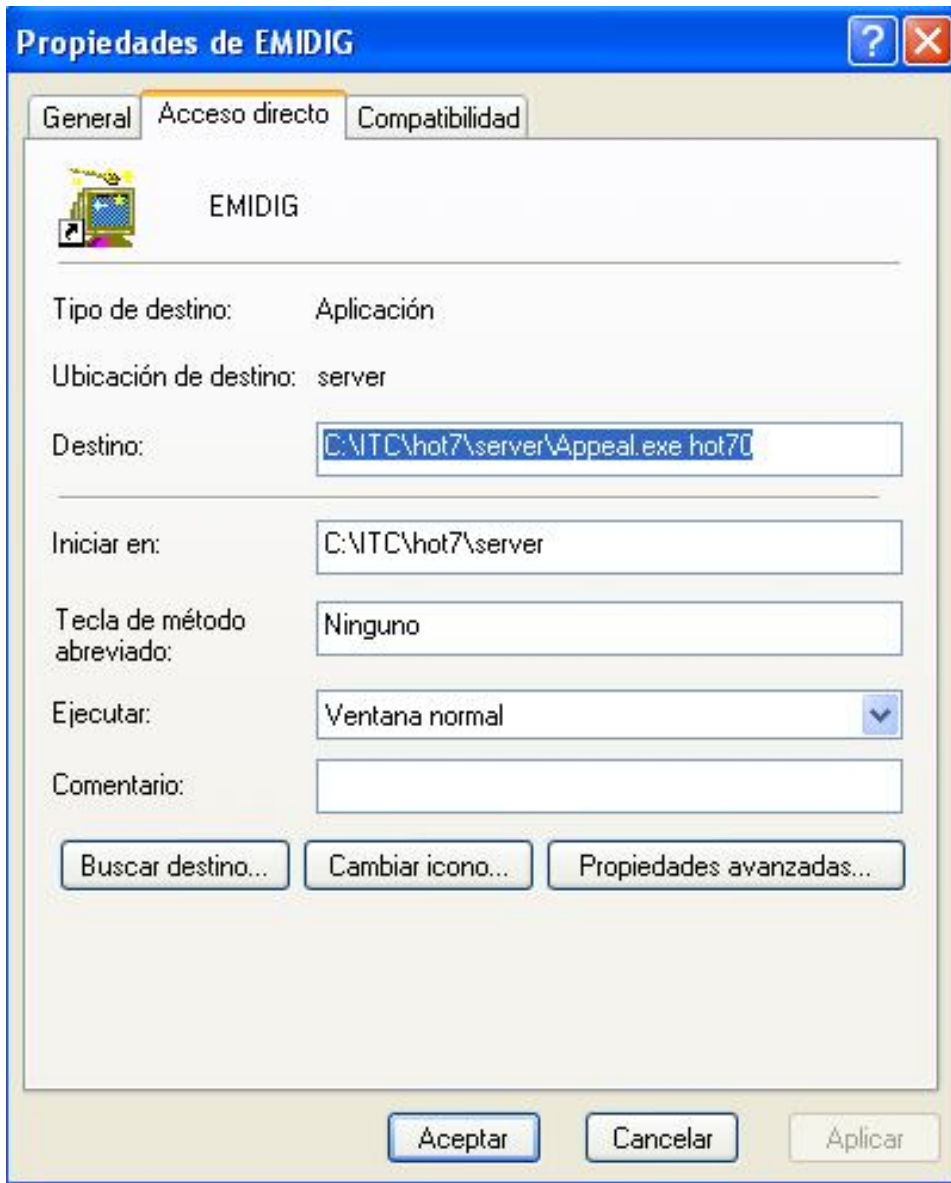 Propiedades de EMIDIG
General Acceso directo Compatibilidad
EMIDIG
Tipo de destino: Aplicación
Ubicación de destino: server
Destino: C:\ITC\hot7\server\Appeal.exe hot70
Iniciar en: C:\ITC\hot7\server
Tecla de método
abreviado: Ninguno
Ejecutar: Ventana normal
Comentario:
Buscar destino... Cambiar icono... Propiedades avanzadas...
Aceptar Cancelar Aplicar